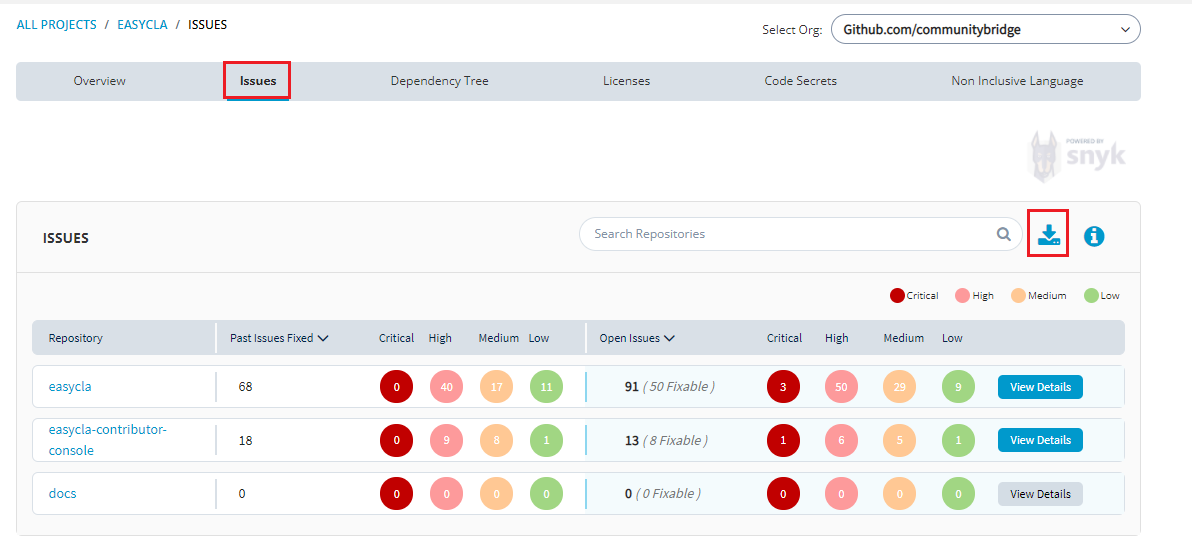 ALL PROJECTS / EASYCLA / ISSUES
Select Org: Github.com/communitybridge
Overview Issues Dependency Tree Licenses Code Secrets Non Inclusive Language
POWERED BY
snyk
ISSUES Search Repositories
Critical High Medium Low
Repository Past Issues Fixed Critical High Medium Low Open Issues Critical High Medium Low
easycla 68 0 40 17 11 91 ( 50 Fixable ) 3 50 29 9 View Details
easycla-contributor-
console 18 0 9 8 1 13 ( 8 Fixable ) 1 6 5 1 View Details
docs 0 0 0 0 0 0 ( 0 Fixable ) 0 0 0 0 View Details